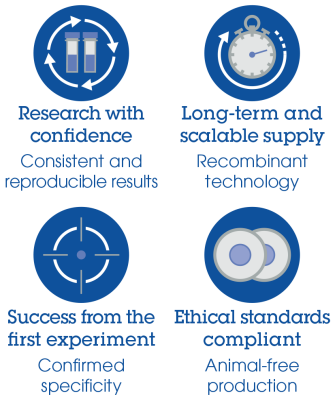 Research with
confidence
Consistent and
reproducible results
Long-term and
scalable supply
Recombinant
technology
Success from the
first experiment
Confirmed
specificity
Ethical standards
compliant
Animal-free
production